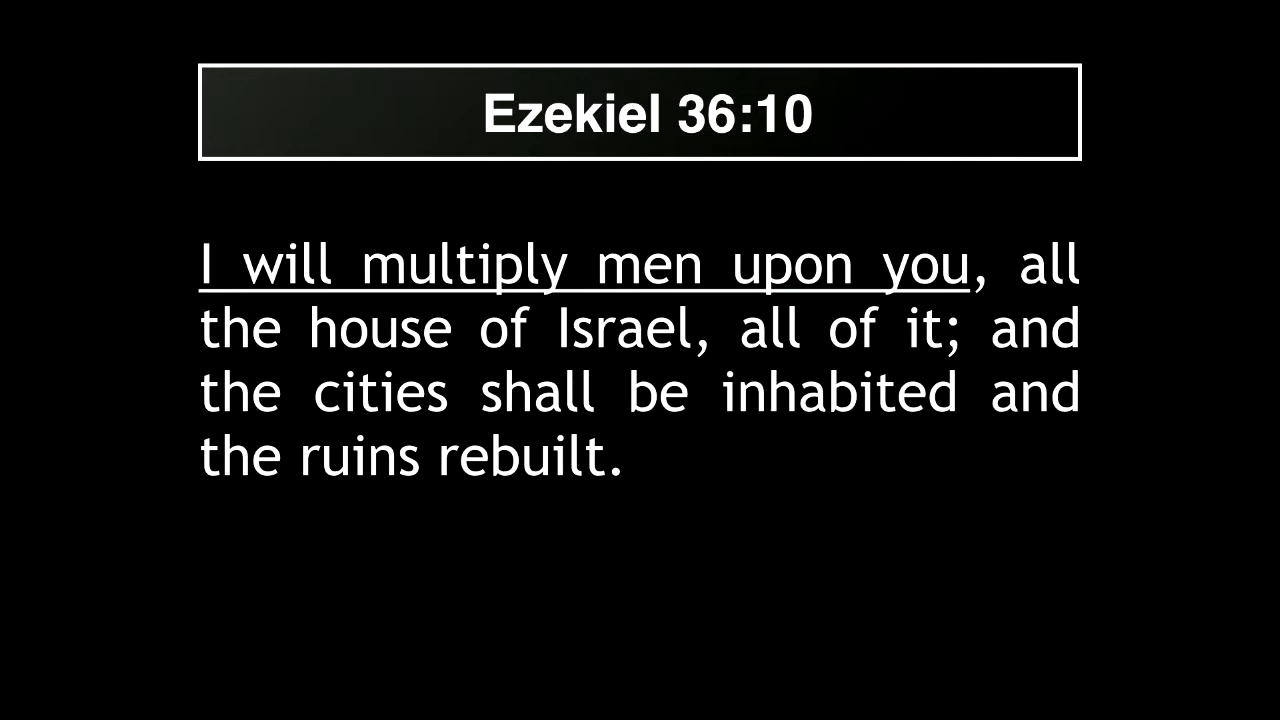 Ezekiel 36:10
I will multiply men upon you, all
the house of Israel, all of it; and
the cities shall be inhabited and
the ruins rebuilt.